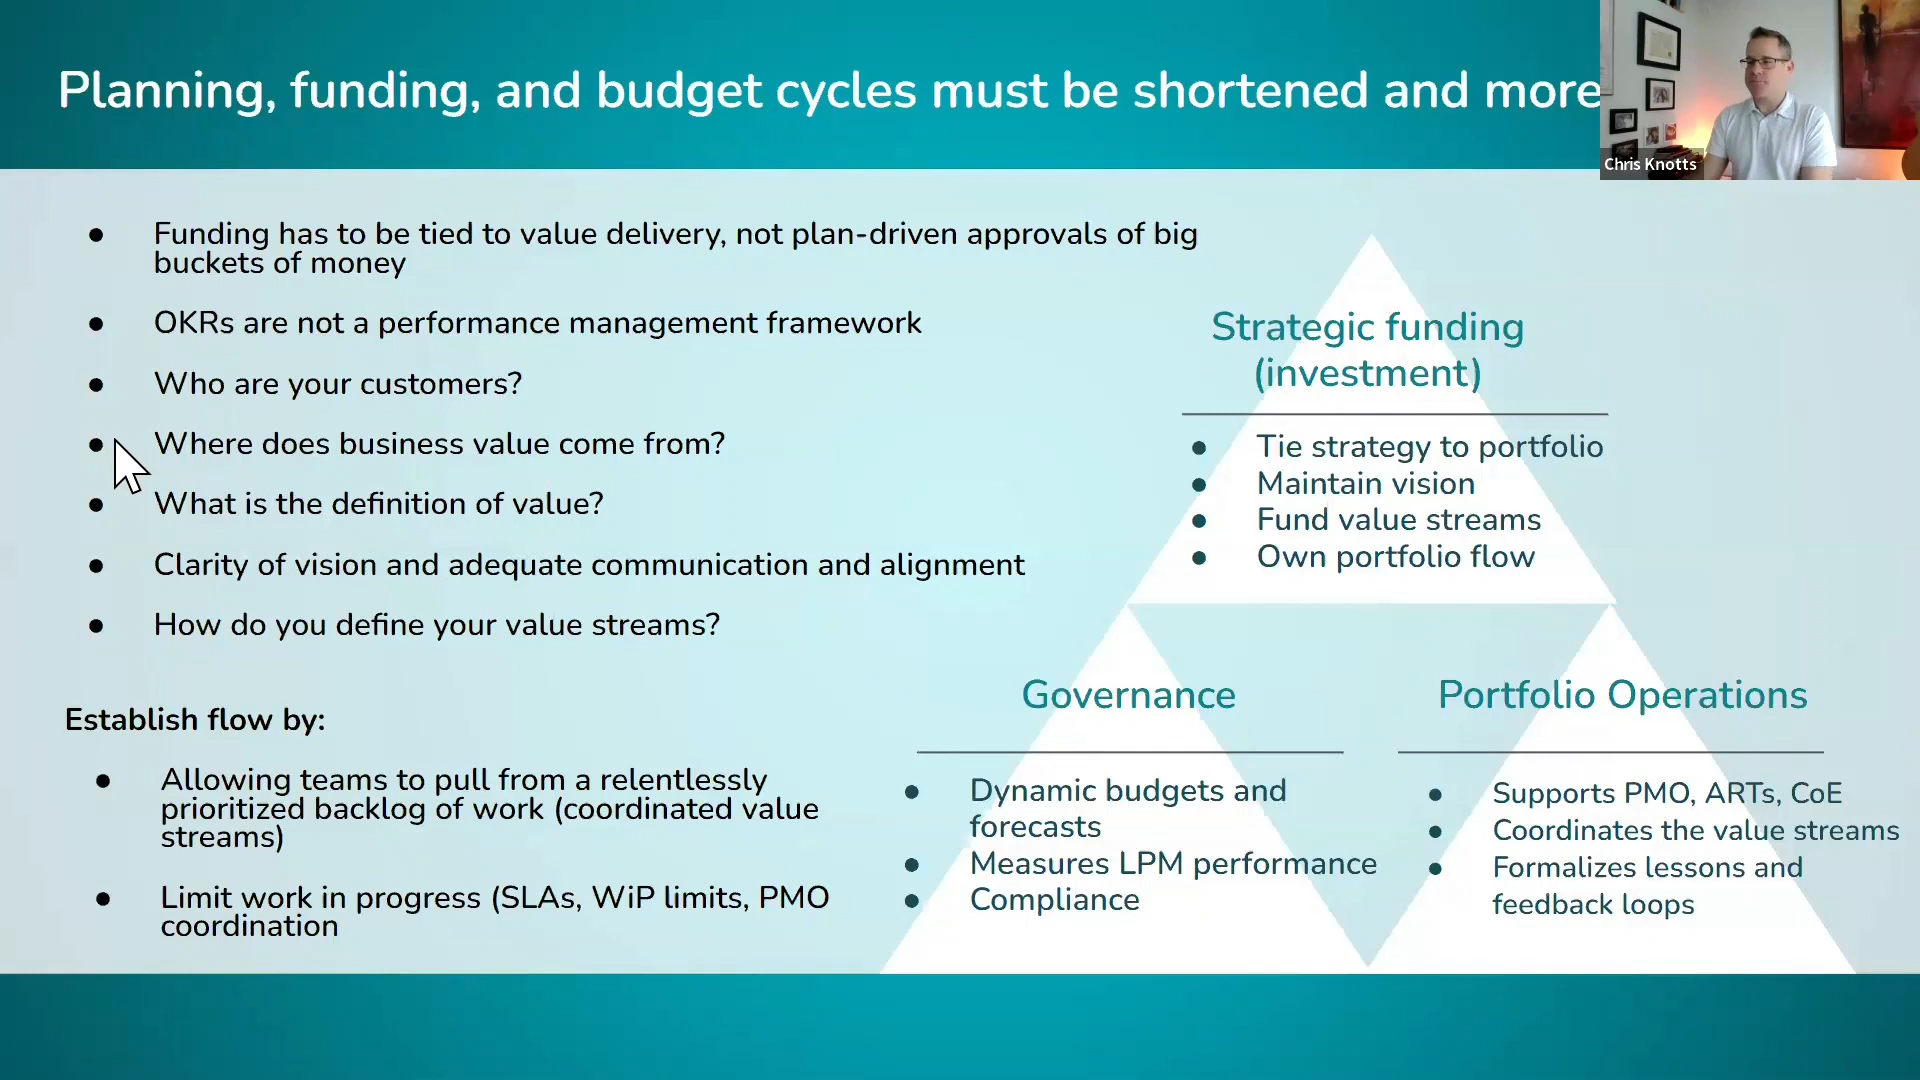 Planning, funding, and budget cycles must be shortened and more
Chris Knotts
Funding has to be tied to value delivery, not plan-driven approvals of big
buckets of money
OKRs are not a performance management framework
Who are your customers?
Where does business value come from?
What is the definition of value?
Clarity of vision and adequate communication and alignment
How do you define your value streams?
Establish flow by:
Allowing teams to pull from a relentlessly
prioritized backlog of work (coordinated value
streams)
Limit work in progress (SLAs, WiP limits, PMO
coordination
Strategic funding
(investment)
Tie strategy to portfolio
Maintain vision
Fund value streams
Own portfolio flow
Governance
Dynamic budgets and
forecasts
Measures LPM performance
Compliance
Portfolio Operations
Supports PMO, ARTs, CoE
Coordinates the value streams
Formalizes lessons and
feedback loops